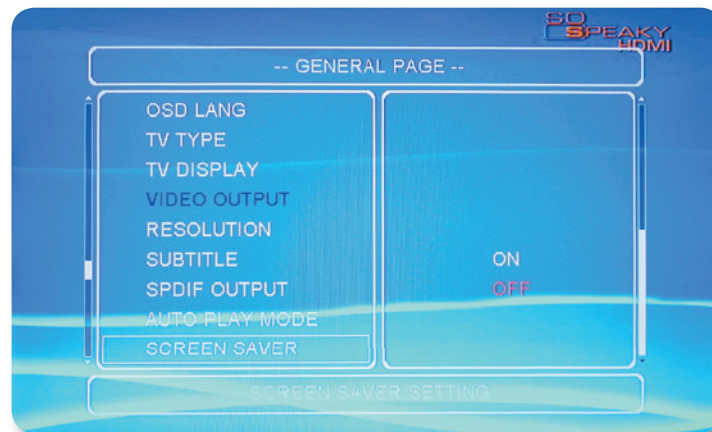 SO
SPEAKY
HDMI
-- GENERAL PAGE --
OSD LANG
TV TYPE
TV DISPLAY
VIDEO OUTPUT
RESOLUTION
SUBTITLE ON
SPDIF OUTPUT OFF
AUTO PLAY MODE
SCREEN SAVER
SCREEN SAVER SETTING